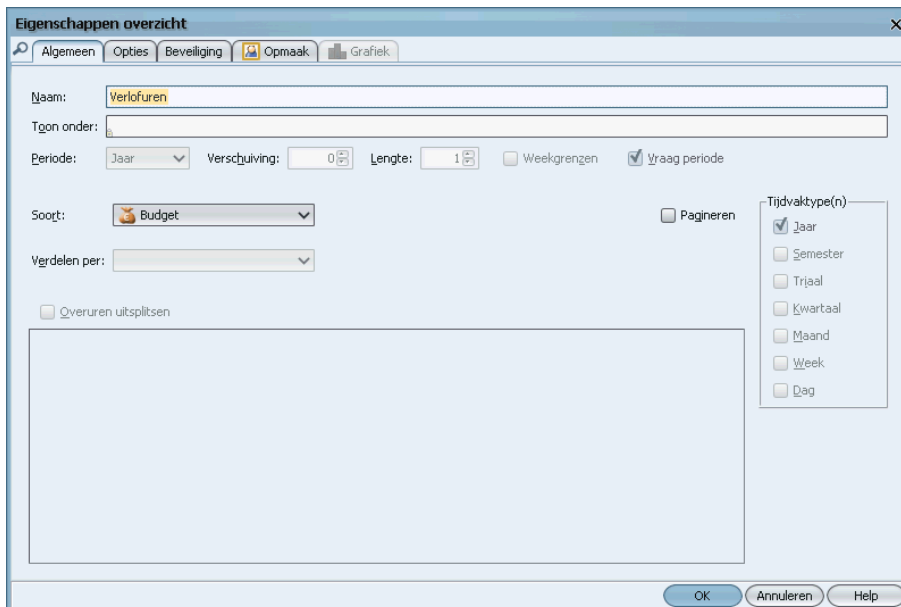 Eigenschappen overzicht
Algemeen Opties Beveiliging Opmaak Grafiek
Naam: Verlofuren
Toon onder:
Periode: Jaar Verschuiving: 0 Lengte: 1 Weekgrenzen Vraag periode
Soort: Budget Pagineren
Tijdvaktype(n)
Jaar
Semester
Triaal
Kwartaal
Maand
Week
Dag
Verdelen per:
Overuren uitsplitsen
OK Annuleren Help